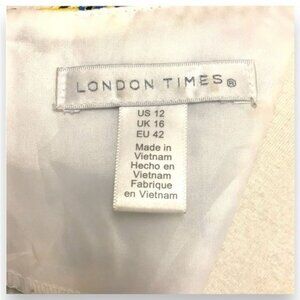 LONDON TIMES®
US 12
UK 16
EU 42
Made in
Vietnam
Hecho en
Vietnam
Fabrique
en Vietnam